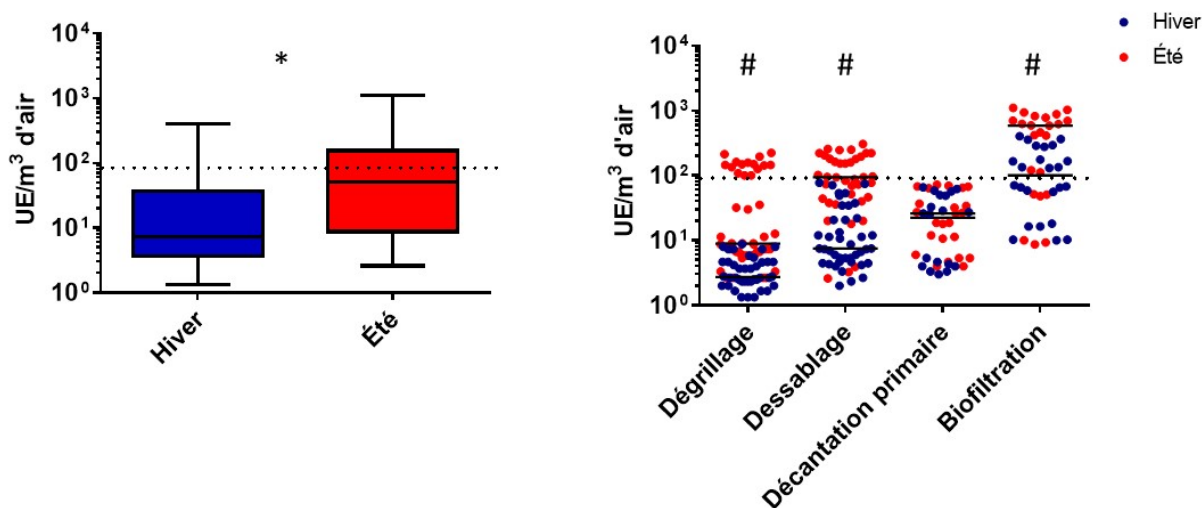 UE/m³ d'air
10⁴
10³
10²
10¹
10⁰
*
Hiver
Été
UE/m³ d'air
10⁴
10³
10²
10¹
10⁰
# # #
Dégrillage
Dessablage
Décantation primaire
Biofiltration
Hiver
Été